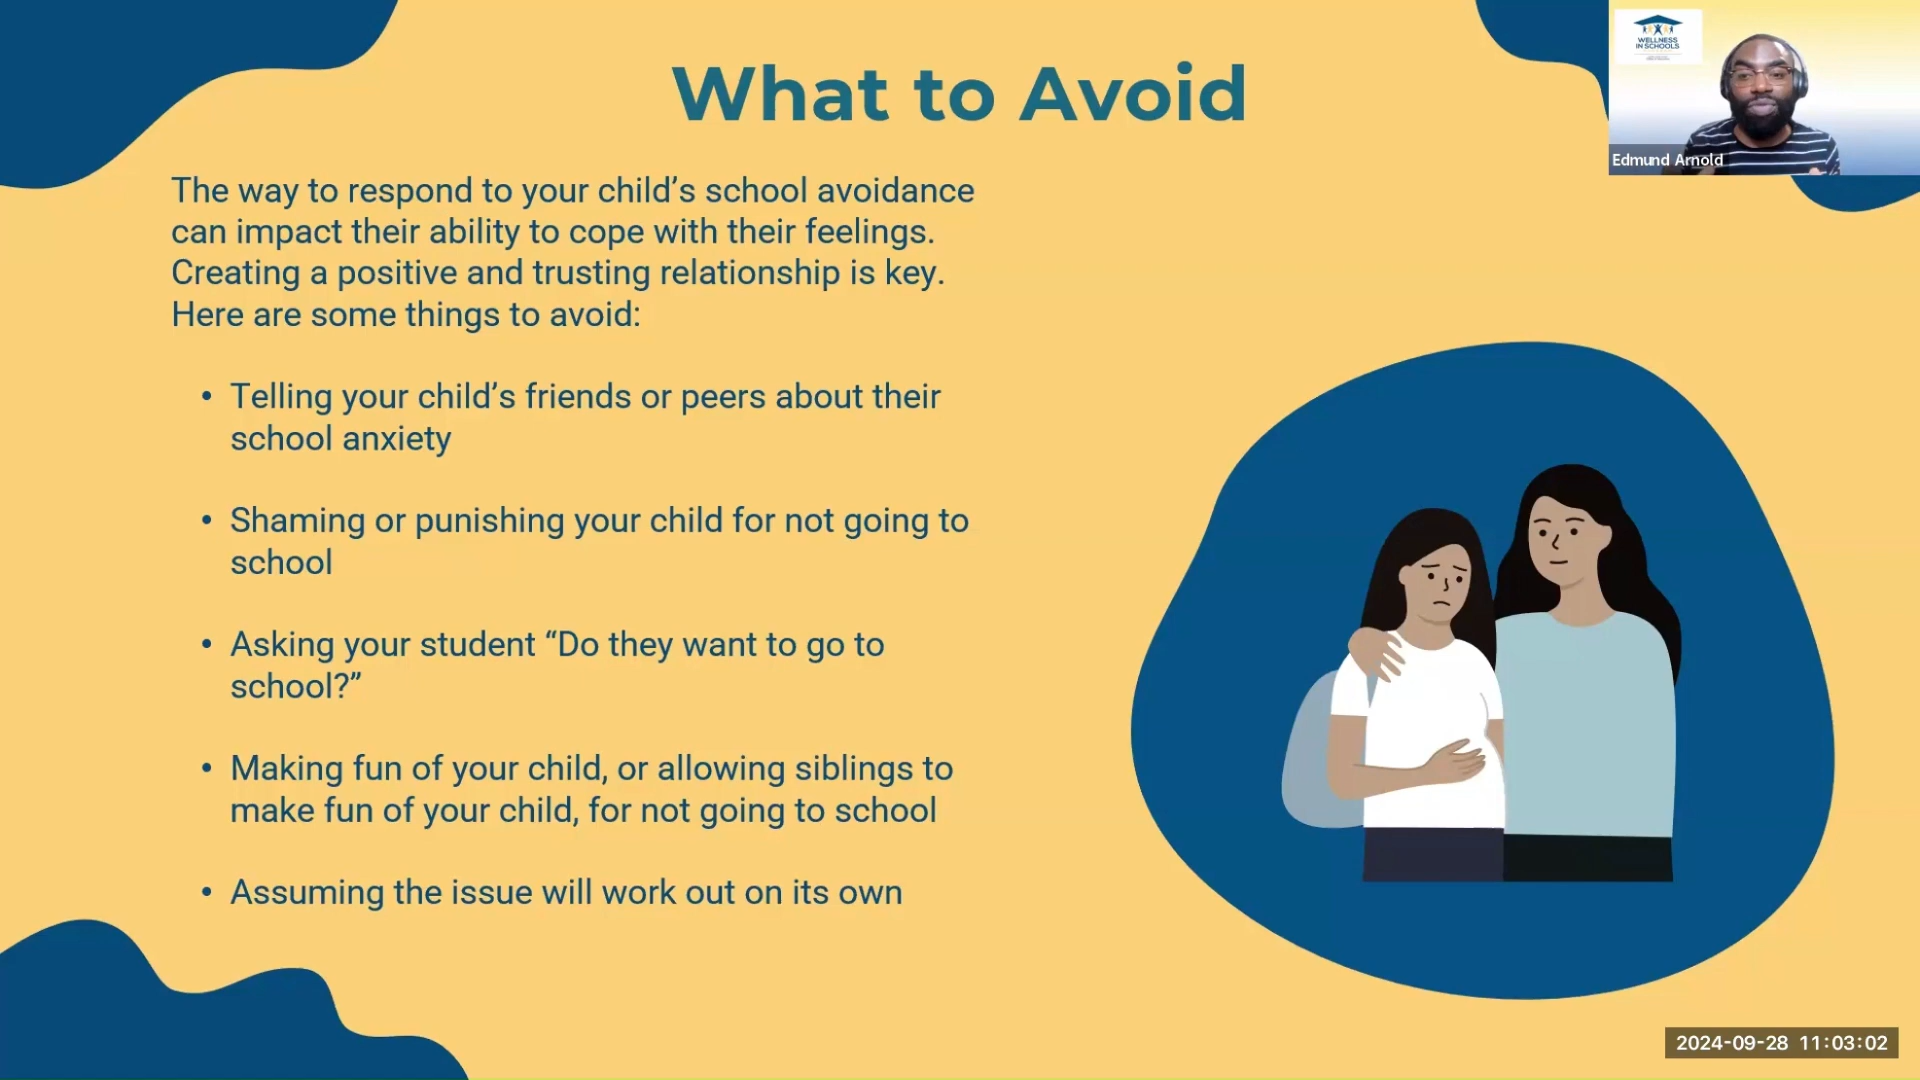 What to Avoid
WELLNESS
IN SCHOOLS
Edmund Arnold
The way to respond to your child’s school avoidance
can impact their ability to cope with their feelings.
Creating a positive and trusting relationship is key.
Here are some things to avoid:
• Telling your child’s friends or peers about their
school anxiety
• Shaming or punishing your child for not going to
school
• Asking your student “Do they want to go to
school?”
• Making fun of your child, or allowing siblings to
make fun of your child, for not going to school
• Assuming the issue will work out on its own
2024-09-28 11:03:02